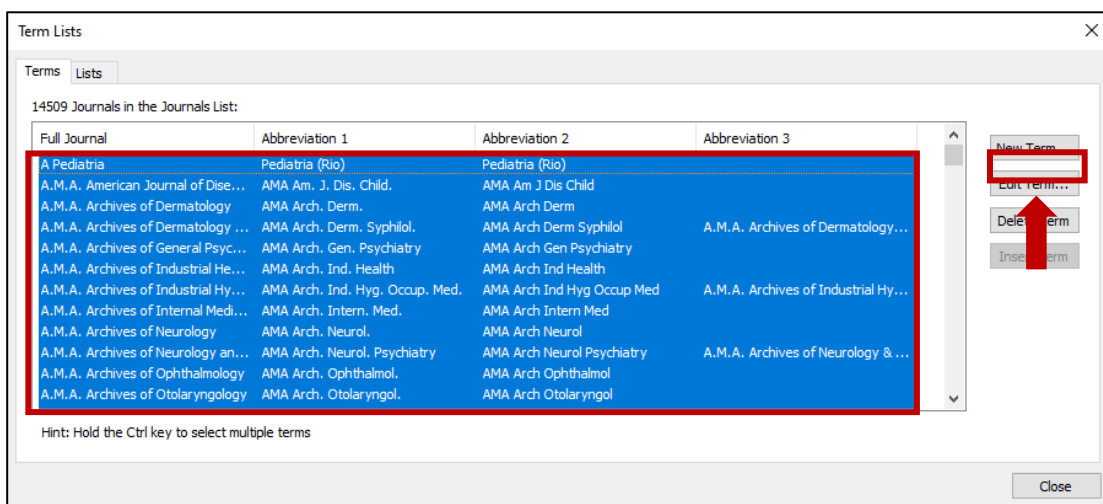 Term Lists
Terms Lists
14509 Journals in the Journals List:
Full Journal Abbreviation 1 Abbreviation 2 Abbreviation 3
A Pediatria Pediatria (Rio) Pediatria (Rio)
A.M.A. American Journal of Dise... AMA Am. J. Dis. Child. AMA Am J Dis Child
A.M.A. Archives of Dermatology AMA Arch. Derm. AMA Arch Derm
A.M.A. Archives of Dermatology ... AMA Arch. Derm. Syphilol. AMA Arch Derm Syphilol A.M.A. Archives of Dermatology...
A.M.A. Archives of General Psyc... AMA Arch. Gen. Psychiatry AMA Arch Gen Psychiatry
A.M.A. Archives of Industrial He... AMA Arch. Ind. Health AMA Arch Ind Health
A.M.A. Archives of Industrial Hy... AMA Arch. Ind. Hyg. Occup. Med. AMA Arch Ind Hyg Occup Med A.M.A. Archives of Industrial Hy...
A.M.A. Archives of Internal Medi... AMA Arch. Intern. Med. AMA Arch Intern Med
A.M.A. Archives of Neurology AMA Arch. Neurol. AMA Arch Neurol
A.M.A. Archives of Neurology an... AMA Arch. Neurol. Psychiatry AMA Arch Neurol Psychiatry A.M.A. Archives of Neurology & ...
A.M.A. Archives of Ophthalmology AMA Arch. Ophthalmol. AMA Arch Ophthalmol
A.M.A. Archives of Otolaryngology AMA Arch. Otolaryngol. AMA Arch Otolaryngol
New Term...
Edit Term...
Term
Hint: Hold the Ctrl key to select multiple terms
Close